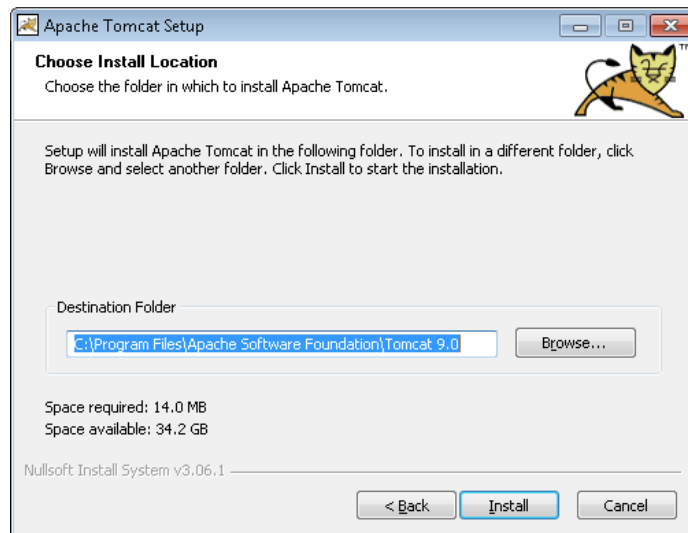 Apache Tomcat Setup
Choose Install Location
Choose the folder in which to install Apache Tomcat.
TM
Setup will install Apache Tomcat in the following folder. To install in a different folder, click
Browse and select another folder. Click Install to start the installation.
Destination Folder
C:\Program Files\Apache Software Foundation\Tomcat 9.0
Browse...
Space required: 14.0 MB
Space available: 34.2 GB
Nullsoft Install System v3.06.1
< Back
Install
Cancel